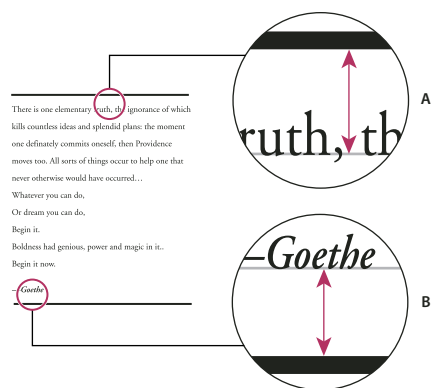 There is one elementary truth, the ignorance of which
kills countless ideas and splendid plans: the moment
one definately commits oneself, then Providence
moves too. All sorts of things occur to help one that
never otherwise would have occurred…
Whatever you can do,
Or dream you can do,
Begin it.
Boldness had genious, power and magic in it..
Begin it now.
–Goethe
ruth, th
A
–Goethe
B